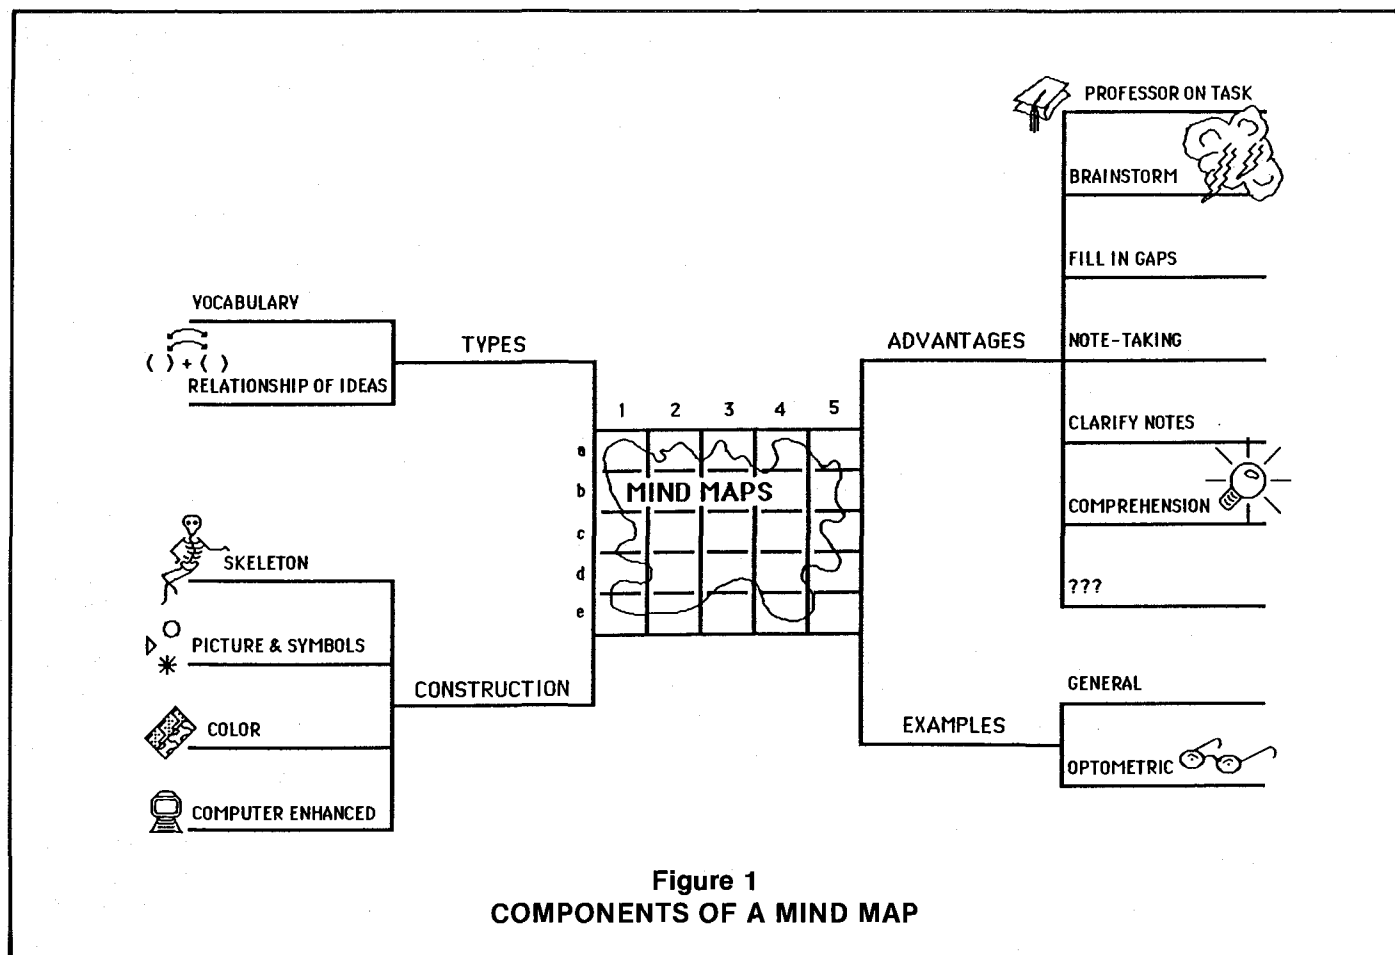 PROFESSOR ON TASK
BRAINSTORM
FILL IN GAPS
NOTE-TAKING
CLARIFY NOTES
COMPREHENSION
???
ADVANTAGES
VOCABULARY
( ) + ( )
RELATIONSHIP OF IDEAS
TYPES
1 2 3 4 5
a
b
c
d
e
MIND MAPS
SKELETON
PICTURE & SYMBOLS
COLOR
COMPUTER ENHANCED
CONSTRUCTION
EXAMPLES
GENERAL
OPTOMETRIC
Figure 1
COMPONENTS OF A MIND MAP